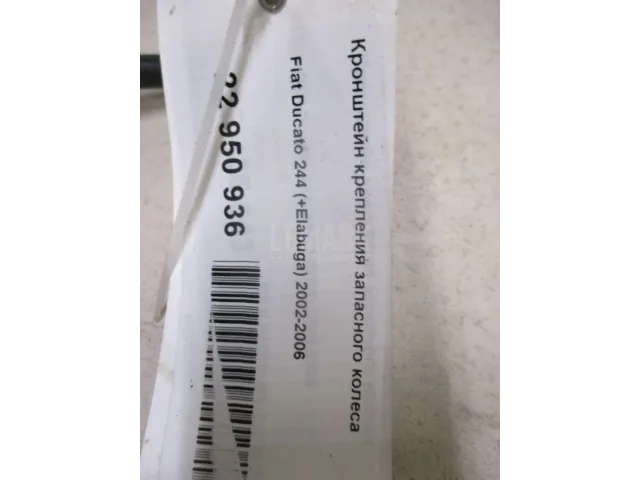 Кронштейн крепления запасного колеса
Fiat Ducato 244 (+Elabuga) 2002-2006
22 950 936